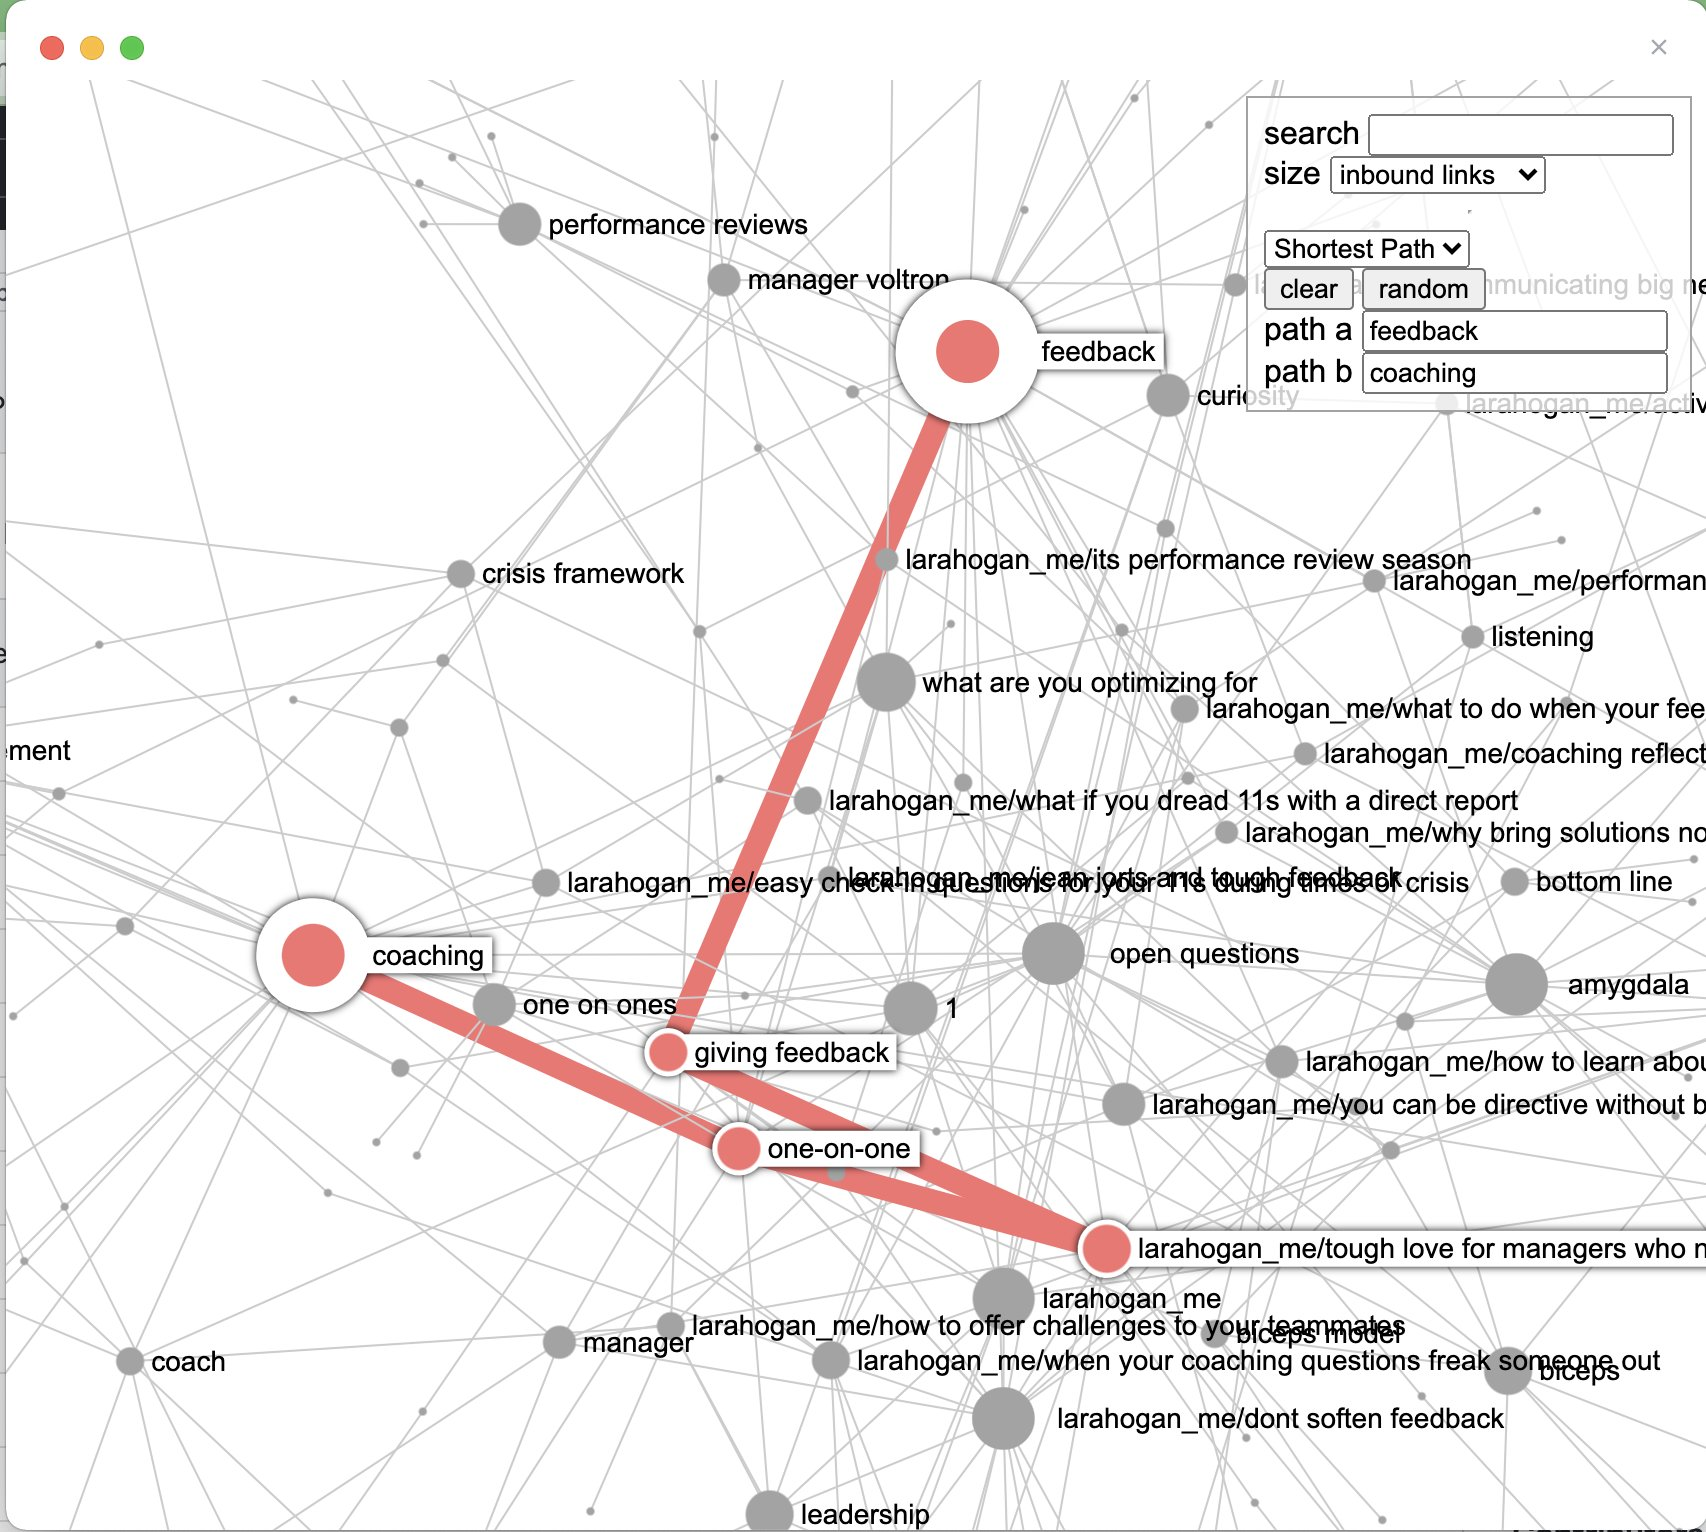 search
size inbound links
performance reviews
manager voltron
Shortest Path
clear random
mmunicating big ne
path a feedback
feedback
path b coaching
curiosity
larahogan_me/activ
larahogan_me/its performance review season
crisis framework
larahogan_me/performan
listening
what are you optimizing for
larahogan_me/what to do when your fee
ement
larahogan_me/coaching reflect
larahogan_me/what if you dread 11s with a direct report
larahogan_me/why bring solutions no
larahogan_me/jean jorts and tough feedback
larahogan_me/easy check-in questions for your 11s during times of crisis
bottom line
coaching
open questions
amygdala
one on ones
1
giving feedback
larahogan_me/how to learn abou
larahogan_me/you can be directive without b
one-on-one
larahogan_me/tough love for managers who n
larahogan_me
larahogan_me/how to offer challenges to your teammates
biceps model
manager
coach
larahogan_me/when your coaching questions freak someone out
biceps
larahogan_me/dont soften feedback
leadership